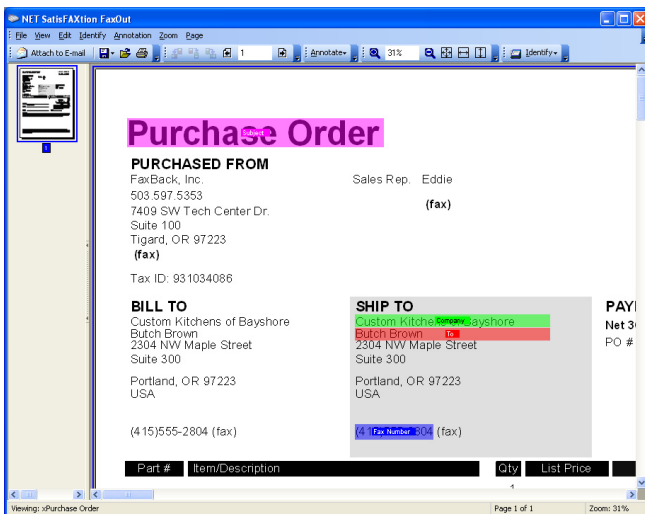 NET SatisFAXtion FaxOut
File View Edit Identify Annotation Zoom Page
Attach to E-mail 1 Annotate 31% Identify
1
Purchase Order
Subject
PURCHASED FROM
FaxBack, Inc. Sales Rep. Eddie
503.597.5353
(fax)
7409 SW Tech Center Dr.
Suite 100
Tigard, OR 97223
(fax)
Tax ID: 931034086
BILL TO SHIP TO PAY
Custom Kitchens of Bayshore Custom Kitchens of Bayshore Company Net 3
Butch Brown Butch Brown To
2304 NW Maple Street 2304 NW Maple Street PO #
Suite 300 Suite 300
Portland, OR 97223 Portland, OR 97223
USA USA
(415)555-2804 (fax) Fax Number (fax)
Part # Item/Description Qty List Price
Viewing: xPurchase Order Page 1 of 1 Zoom: 31%